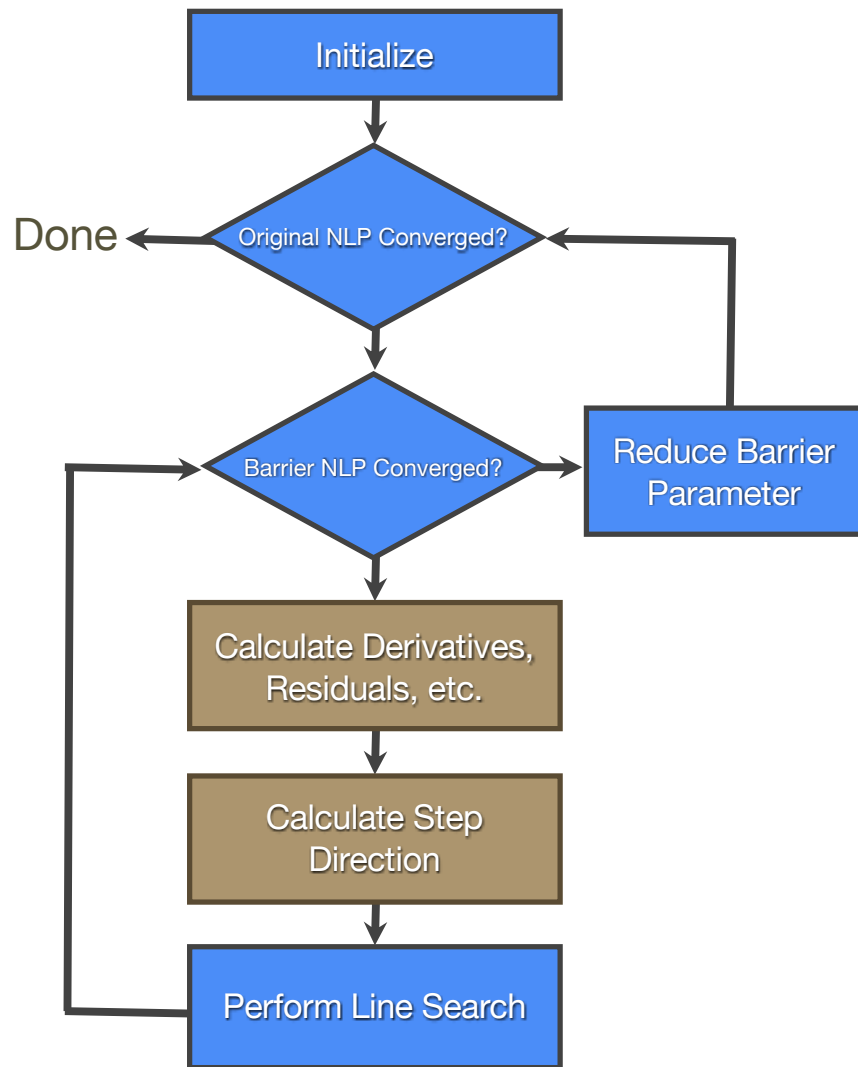 Initialize
Done
Original NLP Converged?
Barrier NLP Converged?
Reduce Barrier
Parameter
Calculate Derivatives,
Residuals, etc.
Calculate Step
Direction
Perform Line Search